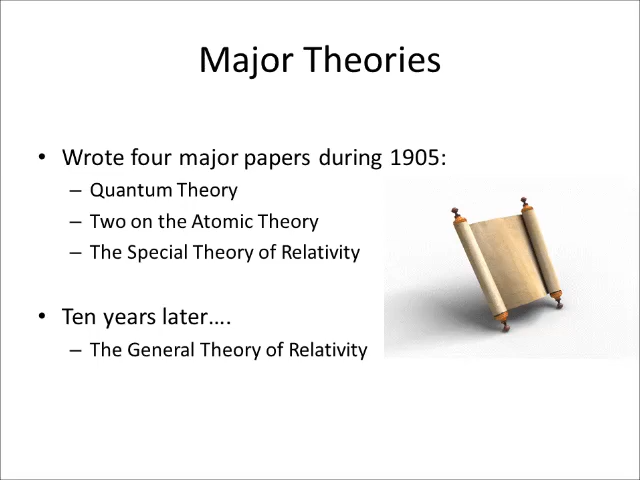 Major Theories
• Wrote four major papers during 1905:
– Quantum Theory
– Two on the Atomic Theory
– The Special Theory of Relativity
• Ten years later….
– The General Theory of Relativity